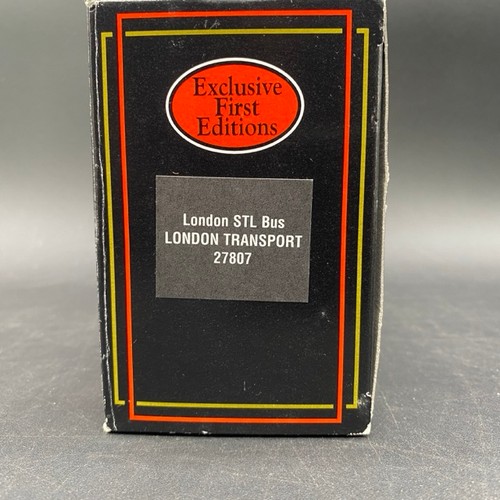 Exclusive
First
Editions
London STL Bus
LONDON TRANSPORT
27807